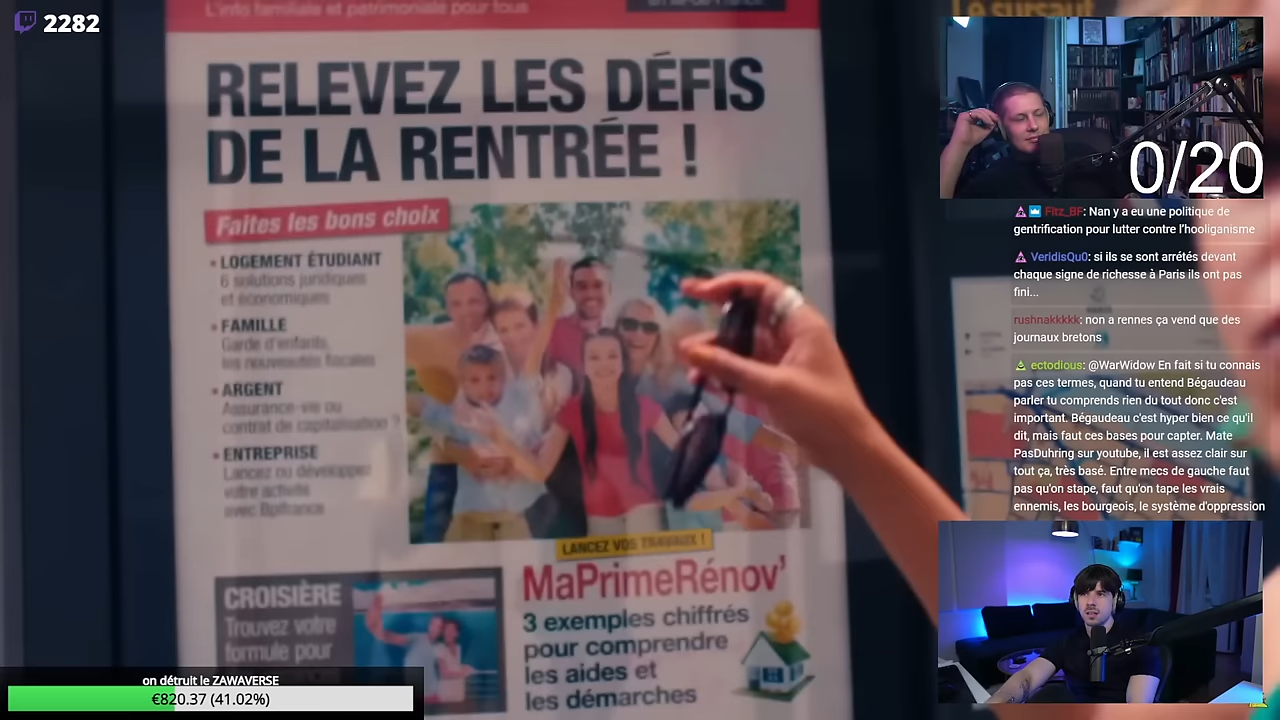 2282
L'info familiale et patrimoniale pour tous
Le sursaut
RELEVEZ LES DÉFIS
DE LA RENTRÉE !
Faites les bons choix
• LOGEMENT ÉTUDIANT
6 solutions juridiques
et économiques
• FAMILLE
Garde d'enfants,
les nouveautés fiscales
• ARGENT
Assurance-vie ou
contrat de capitalisation ?
• ENTREPRISE
Lancez ou développez
votre activité
avec Bpifrance
LANCEZ VOS TRAVAUX !
MaPrimeRénov'
3 exemples chiffrés
pour comprendre
les aides et
les démarches
CROISIÈRE
Trouvez votre
formule pour
on détruit le ZAWAVERSE
€820.37 (41.02%)
0/20
Fitz_BF: Nan y a eu une politique de
gentrification pour lutter contre l'hooliganisme
VeridisQu0: si ils se sont arrétés devant
chaque signe de richesse à Paris ils ont pas
fini...
rushnakkkkk: non a rennes ça vend que des
journaux bretons
ectodious: @WarWidow En fait si tu connais
pas ces termes, quand tu entend Bégaudeau
parler tu comprends rien du tout donc c'est
important. Bégaudeau c'est hyper bien ce qu'il
dit, mais faut ces bases pour capter. Mate
PasDuhring sur youtube, il est assez clair sur
tout ça, très basé. Entre mecs de gauche faut
pas qu'on stape, faut qu'on tape les vrais
ennemis, les bourgeois, le système d'oppression